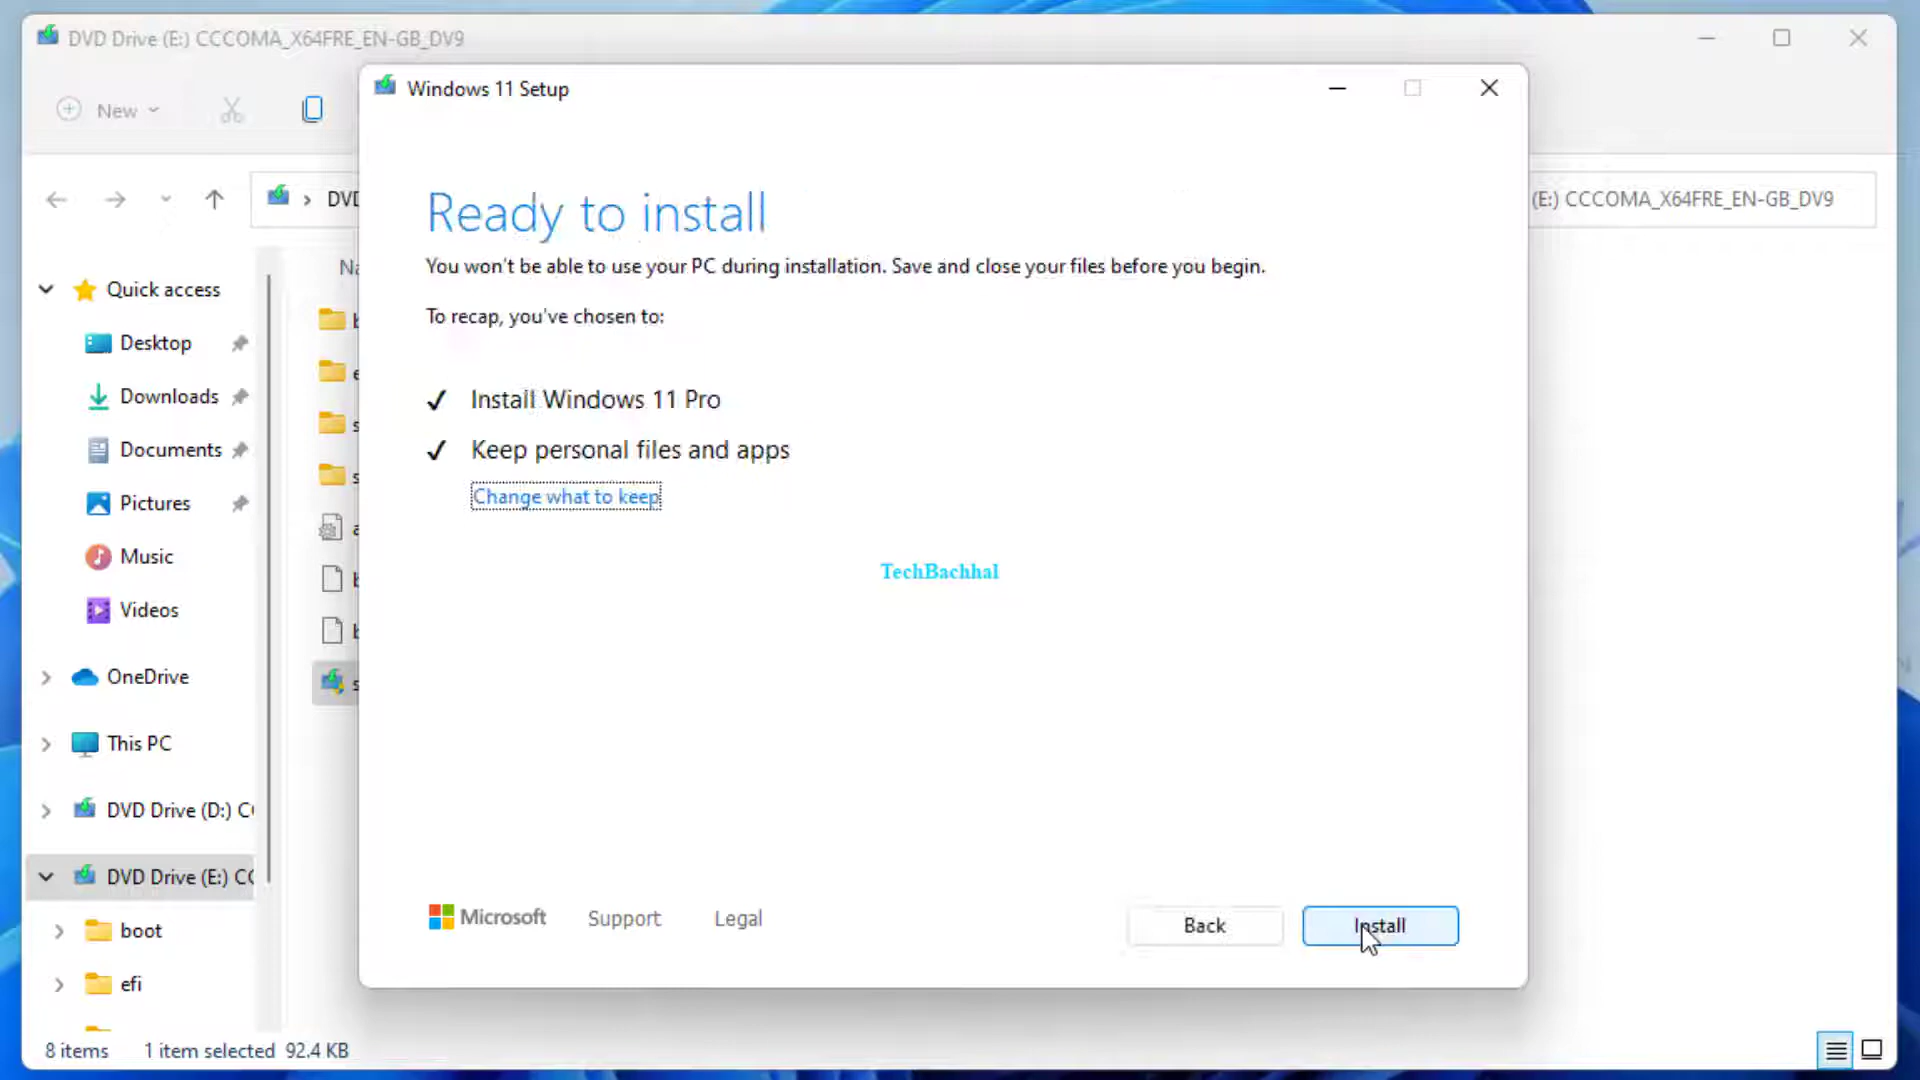 DVD Drive (E:) CCCOMA_X64FRE_EN-GB_DV9
New
Windows 11 Setup
(E:) CCCOMA_X64FRE_EN-GB_DV9
Ready to install
You won't be able to use your PC during installation. Save and close your files before you begin.
To recap, you've chosen to:
Install Windows 11 Pro
Keep personal files and apps
Change what to keep
TechBachhal
Microsoft
Support
Legal
Back
Install
Quick access
Desktop
Downloads
Documents
Pictures
Music
Videos
OneDrive
This PC
DVD Drive (D:)
DVD Drive (E:)
boot
efi
8 items
1 item selected 92.4 KB